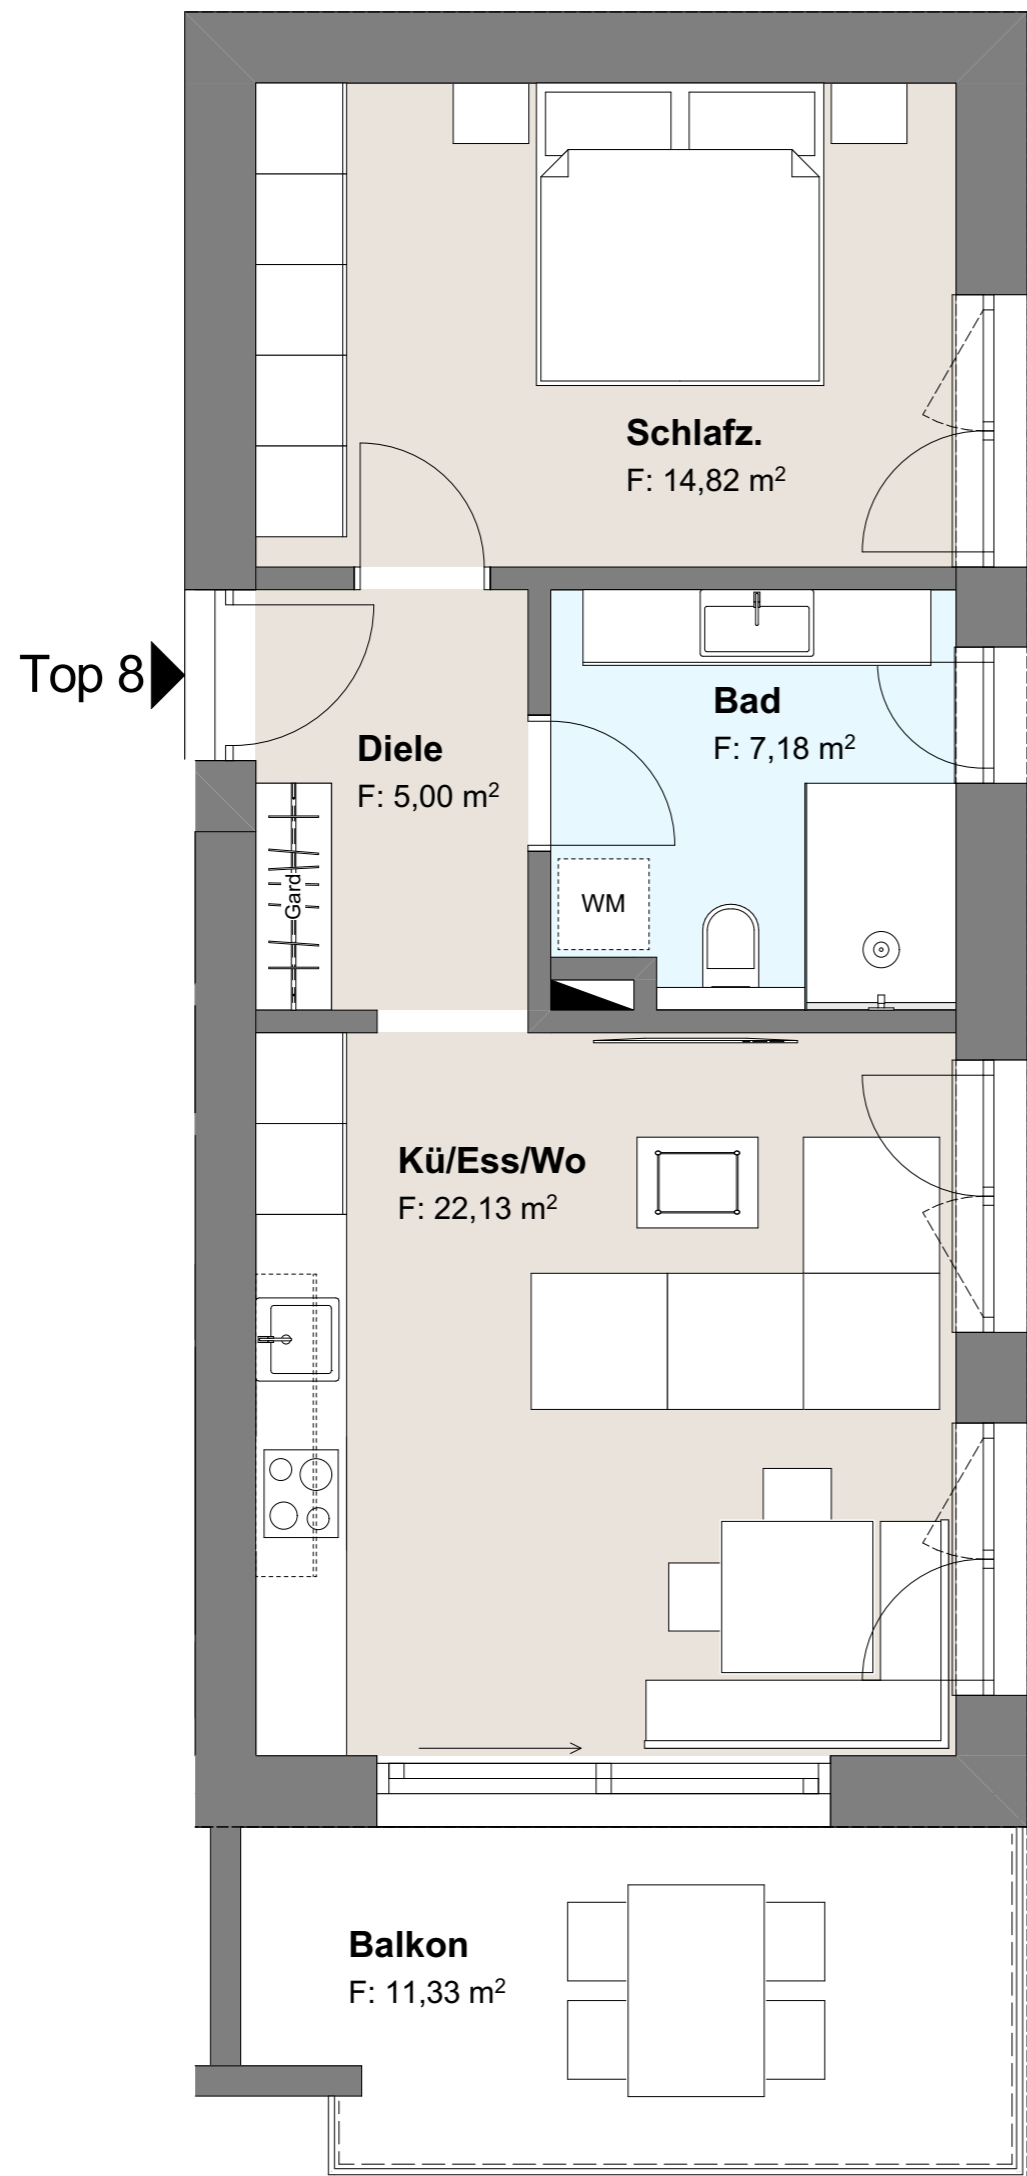 Schlafz.
F: 14,82 m²
Top 8
Bad
F: 7,18 m²
Diele
F: 5,00 m²
Gard
WM
Kü/Ess/Wo
F: 22,13 m²
Balkon
F: 11,33 m²